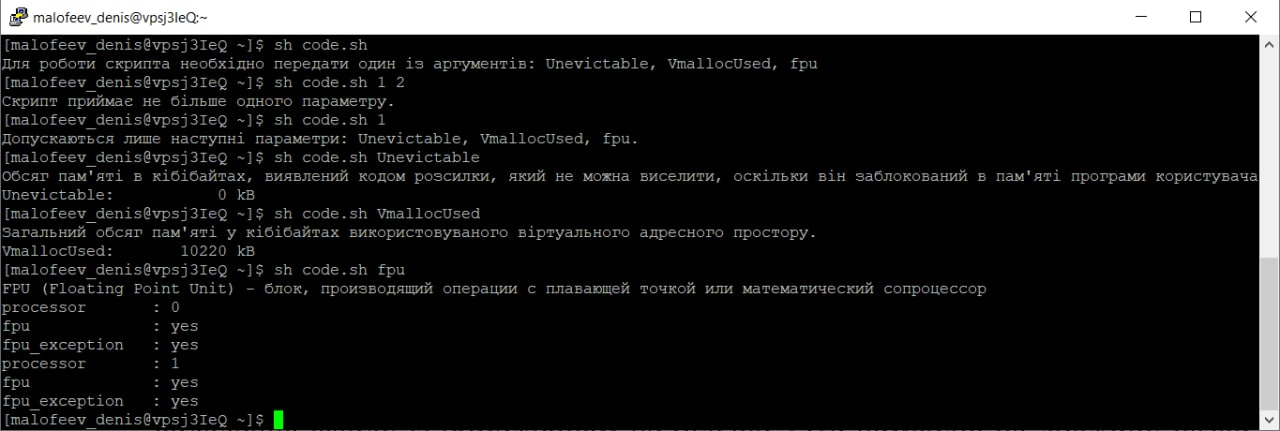 malofeev_denis@vpsj3IeQ:~
[malofeev_denis@vpsj3IeQ ~]$ sh code.sh
Для роботи скрипта необхідно передати один із аргументів: Unevictable, VmallocUsed, fpu
[malofeev_denis@vpsj3IeQ ~]$ sh code.sh 1 2
Скрипт приймає не більше одного параметру.
[malofeev_denis@vpsj3IeQ ~]$ sh code.sh 1
Допускаються лише наступні параметри: Unevictable, VmallocUsed, fpu.
[malofeev_denis@vpsj3IeQ ~]$ sh code.sh Unevictable
Обсяг пам'яті в кібібайтах, виявлений кодом розсилки, який не можна виселити, оскільки він заблокований в пам'яті програми користувача
Unevictable:           0 kB
[malofeev_denis@vpsj3IeQ ~]$ sh code.sh VmallocUsed
Загальний обсяг пам'яті у кібібайтах використовуваного віртуального адресного простору.
VmallocUsed:       10220 kB
[malofeev_denis@vpsj3IeQ ~]$ sh code.sh fpu
FPU (Floating Point Unit) - блок, производящий операции с плавающей точкой или математический сопроцессор
processor       : 0
fpu             : yes
fpu_exception   : yes
processor       : 1
fpu             : yes
fpu_exception   : yes
[malofeev_denis@vpsj3IeQ ~]$